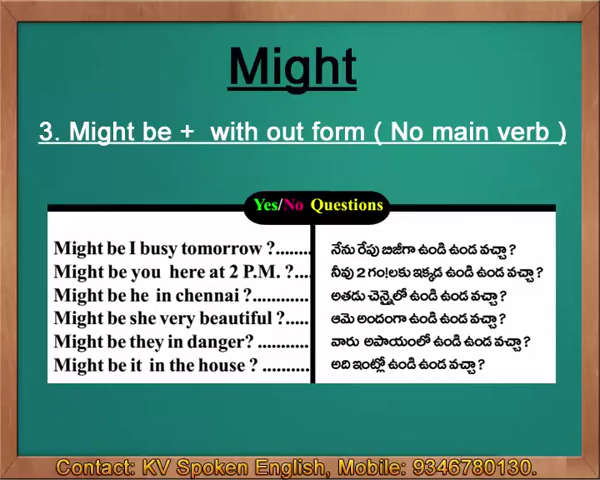 Might
3. Might be + with out form ( No main verb )
Yes/No Questions
Might be I busy tomorrow ?........
నేను రేపు బిజీగా ఉండి ఉండ వచ్చా ?
Might be you here at 2 P.M. ?....
నీవు 2 గం!లకు ఇక్కడ ఉండి ఉండ వచ్చా ?
Might be he in chennai ?............
అతడు చెన్నైలో ఉండి ఉండ వచ్చా ?
Might be she very beautiful ?.....
ఆమె అందంగా ఉండి ఉండ వచ్చా ?
Might be they in danger? ...........
వారు అపాయంలో ఉండి ఉండ వచ్చా ?
Might be it in the house ? ..........
అది ఇంట్లో ఉండి ఉండ వచ్చా ?
Contact: KV Spoken English, Mobile: 9346780130.